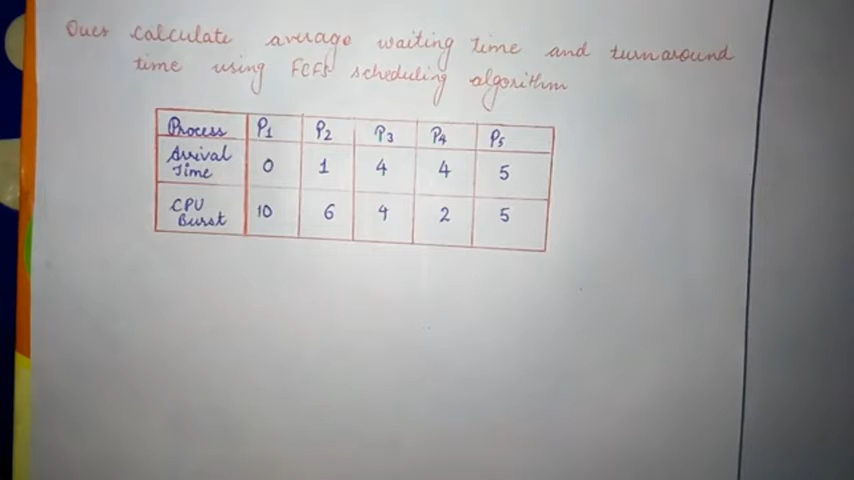 Ques calculate average waiting time and turnaround
time using FCFS scheduling algorithm
Process P1 P2 P3 P4 P5
Arrival Time 0 1 4 4 5
CPU Burst 10 6 4 2 5